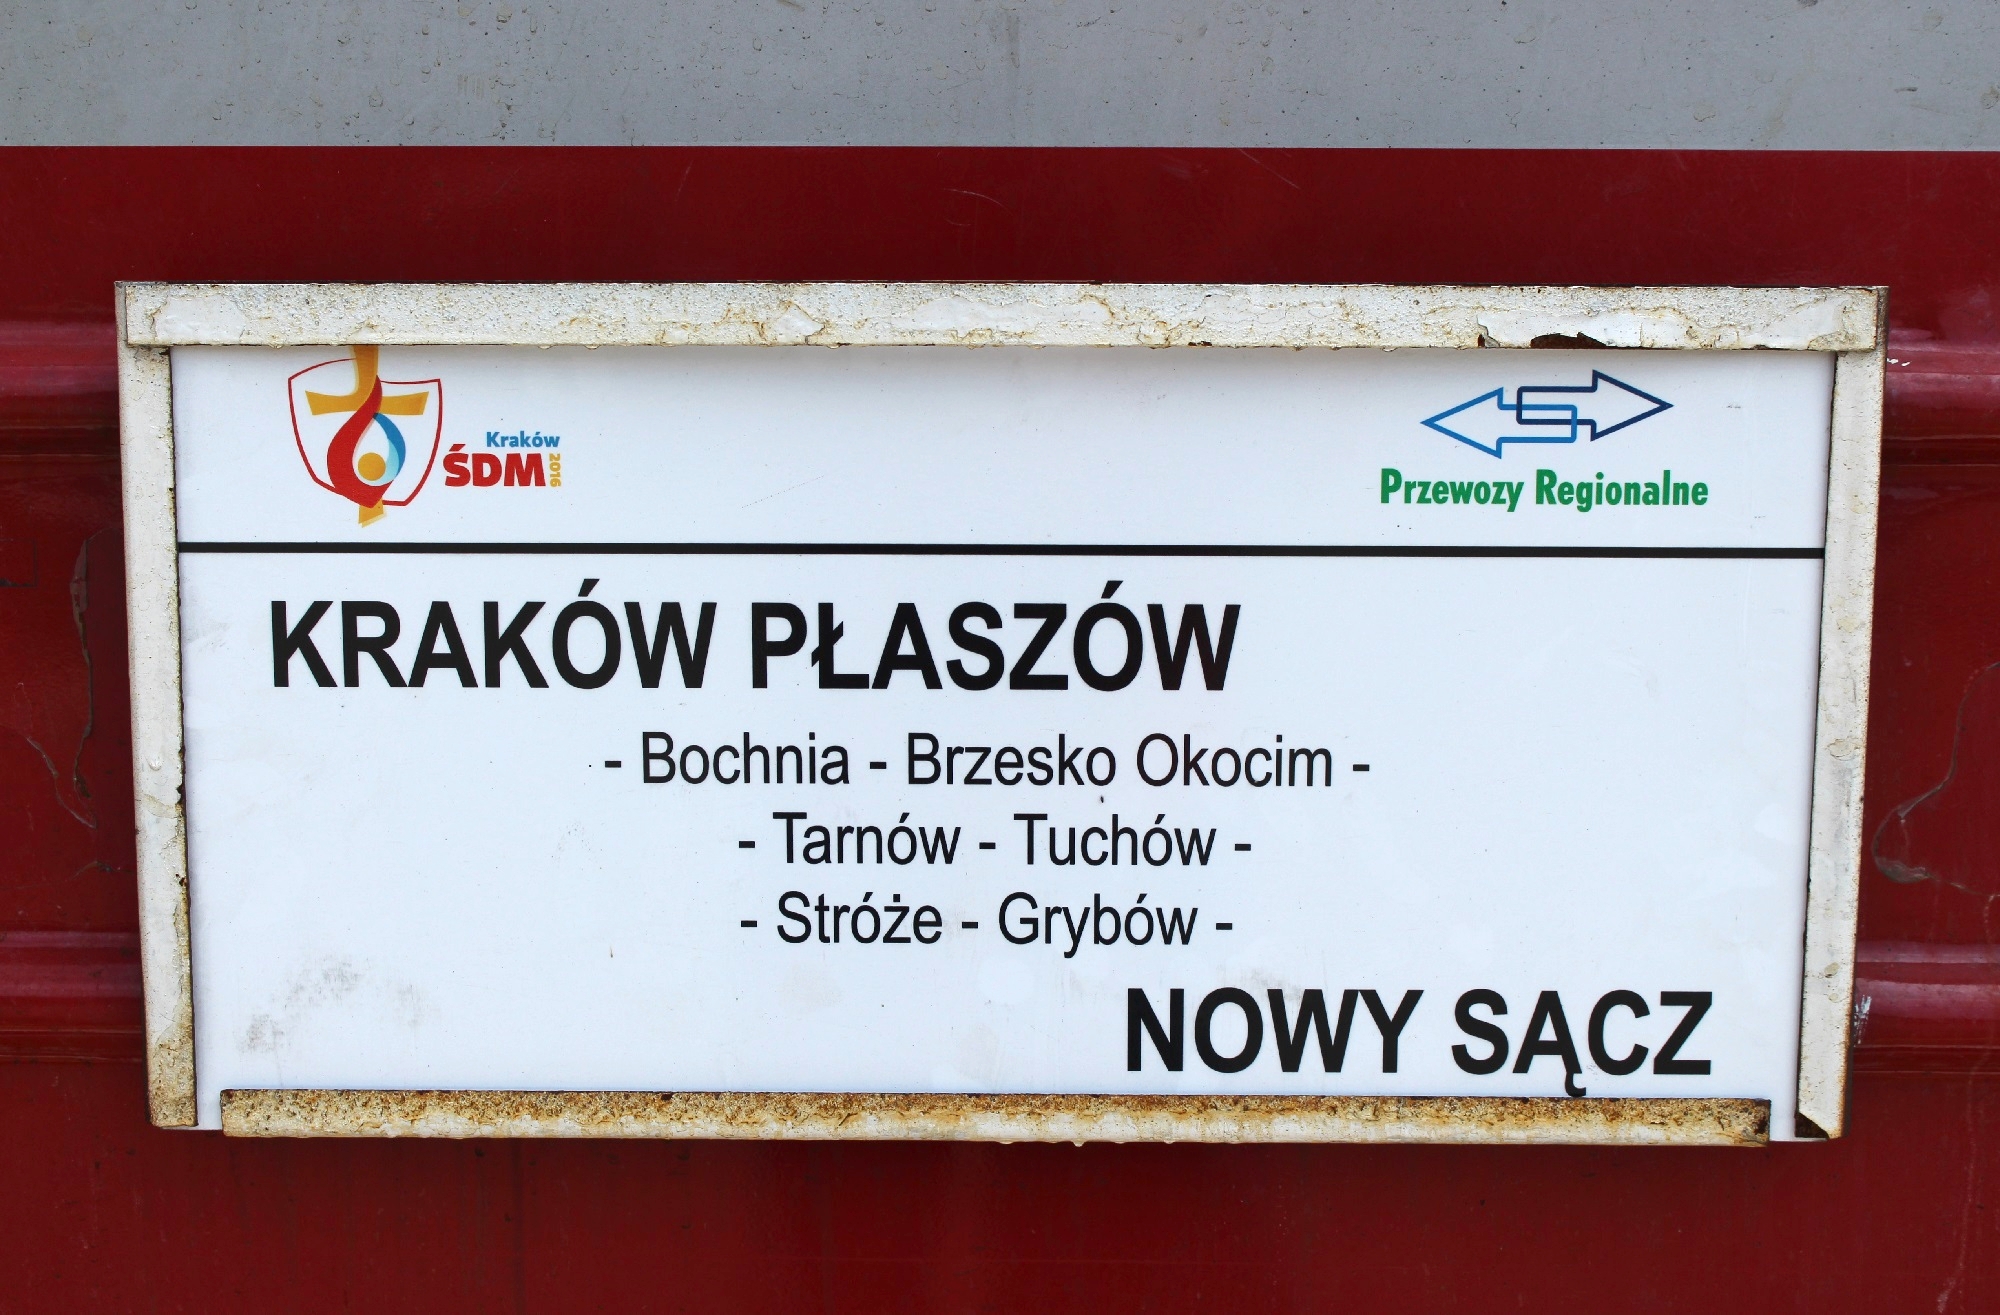 Kraków
ŚDM 2016
Przewozy Regionalne
KRAKÓW PŁASZÓW
- Bochnia - Brzesko Okocim -
- Tarnów - Tuchów -
- Stróże - Grybów -
NOWY SĄCZ